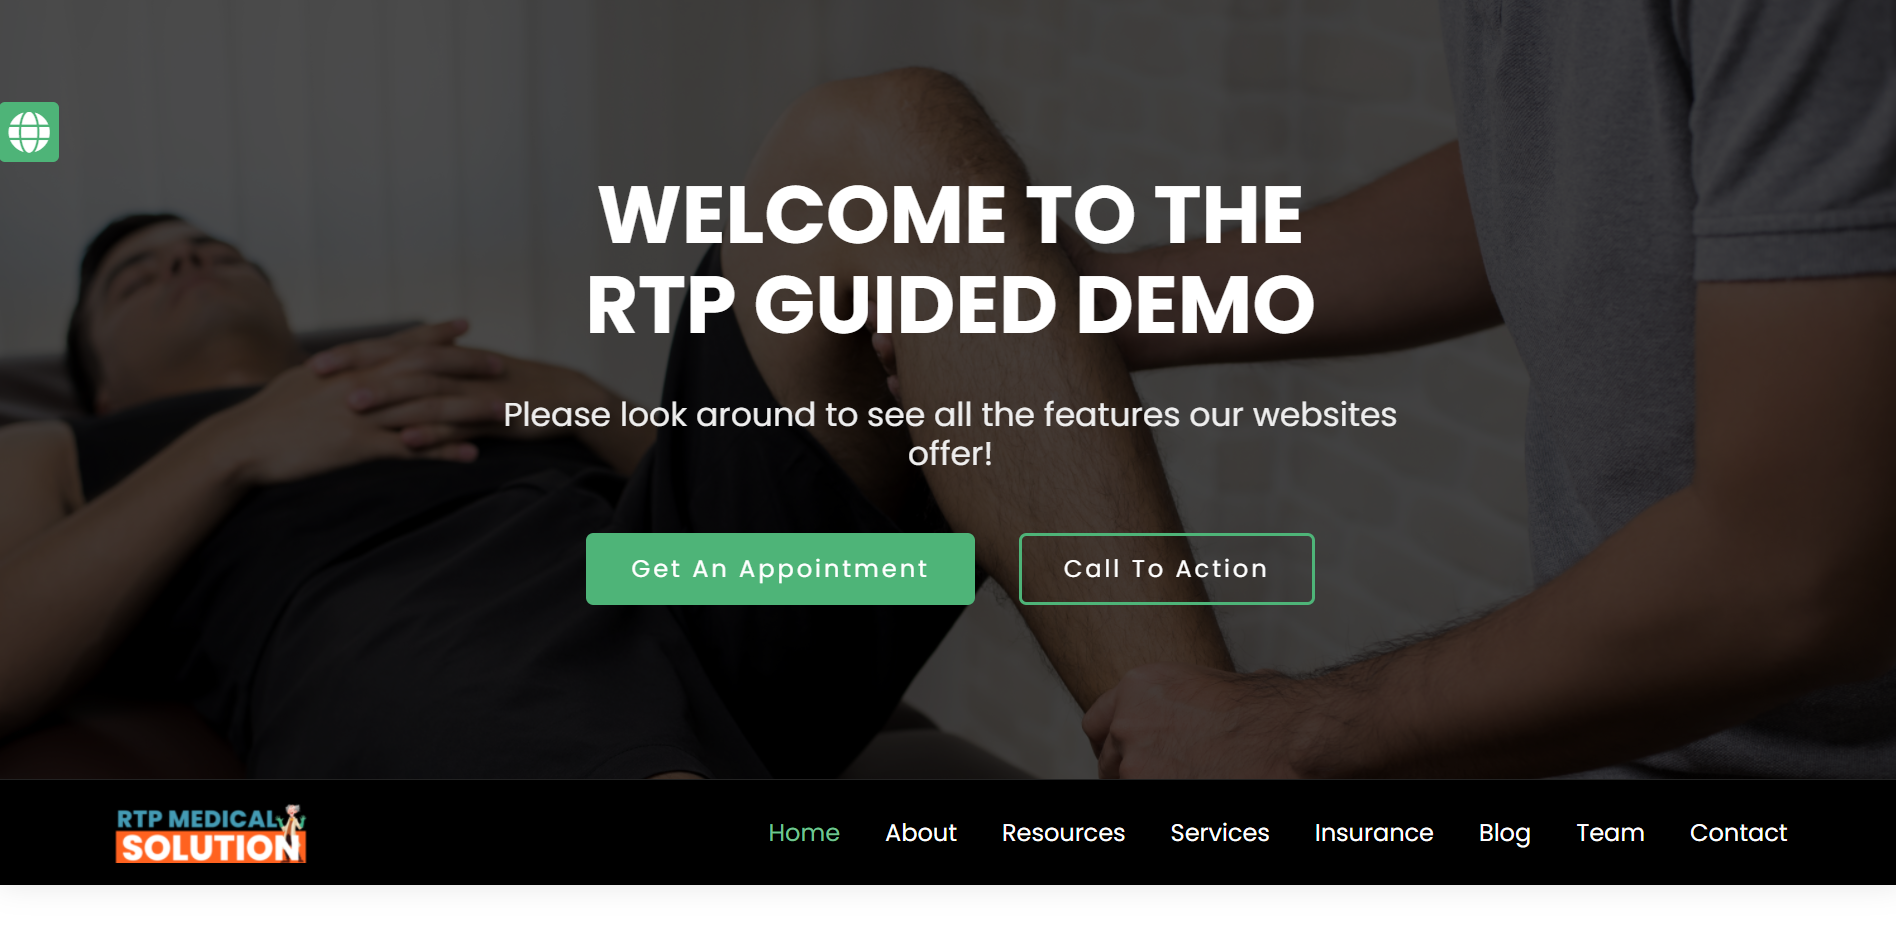 WELCOME TO THE
RTP GUIDED DEMO
Please look around to see all the features our websites
offer!
Get An Appointment
Call To Action
RTP MEDICAL
SOLUTION
Home
About
Resources
Services
Insurance
Blog
Team
Contact